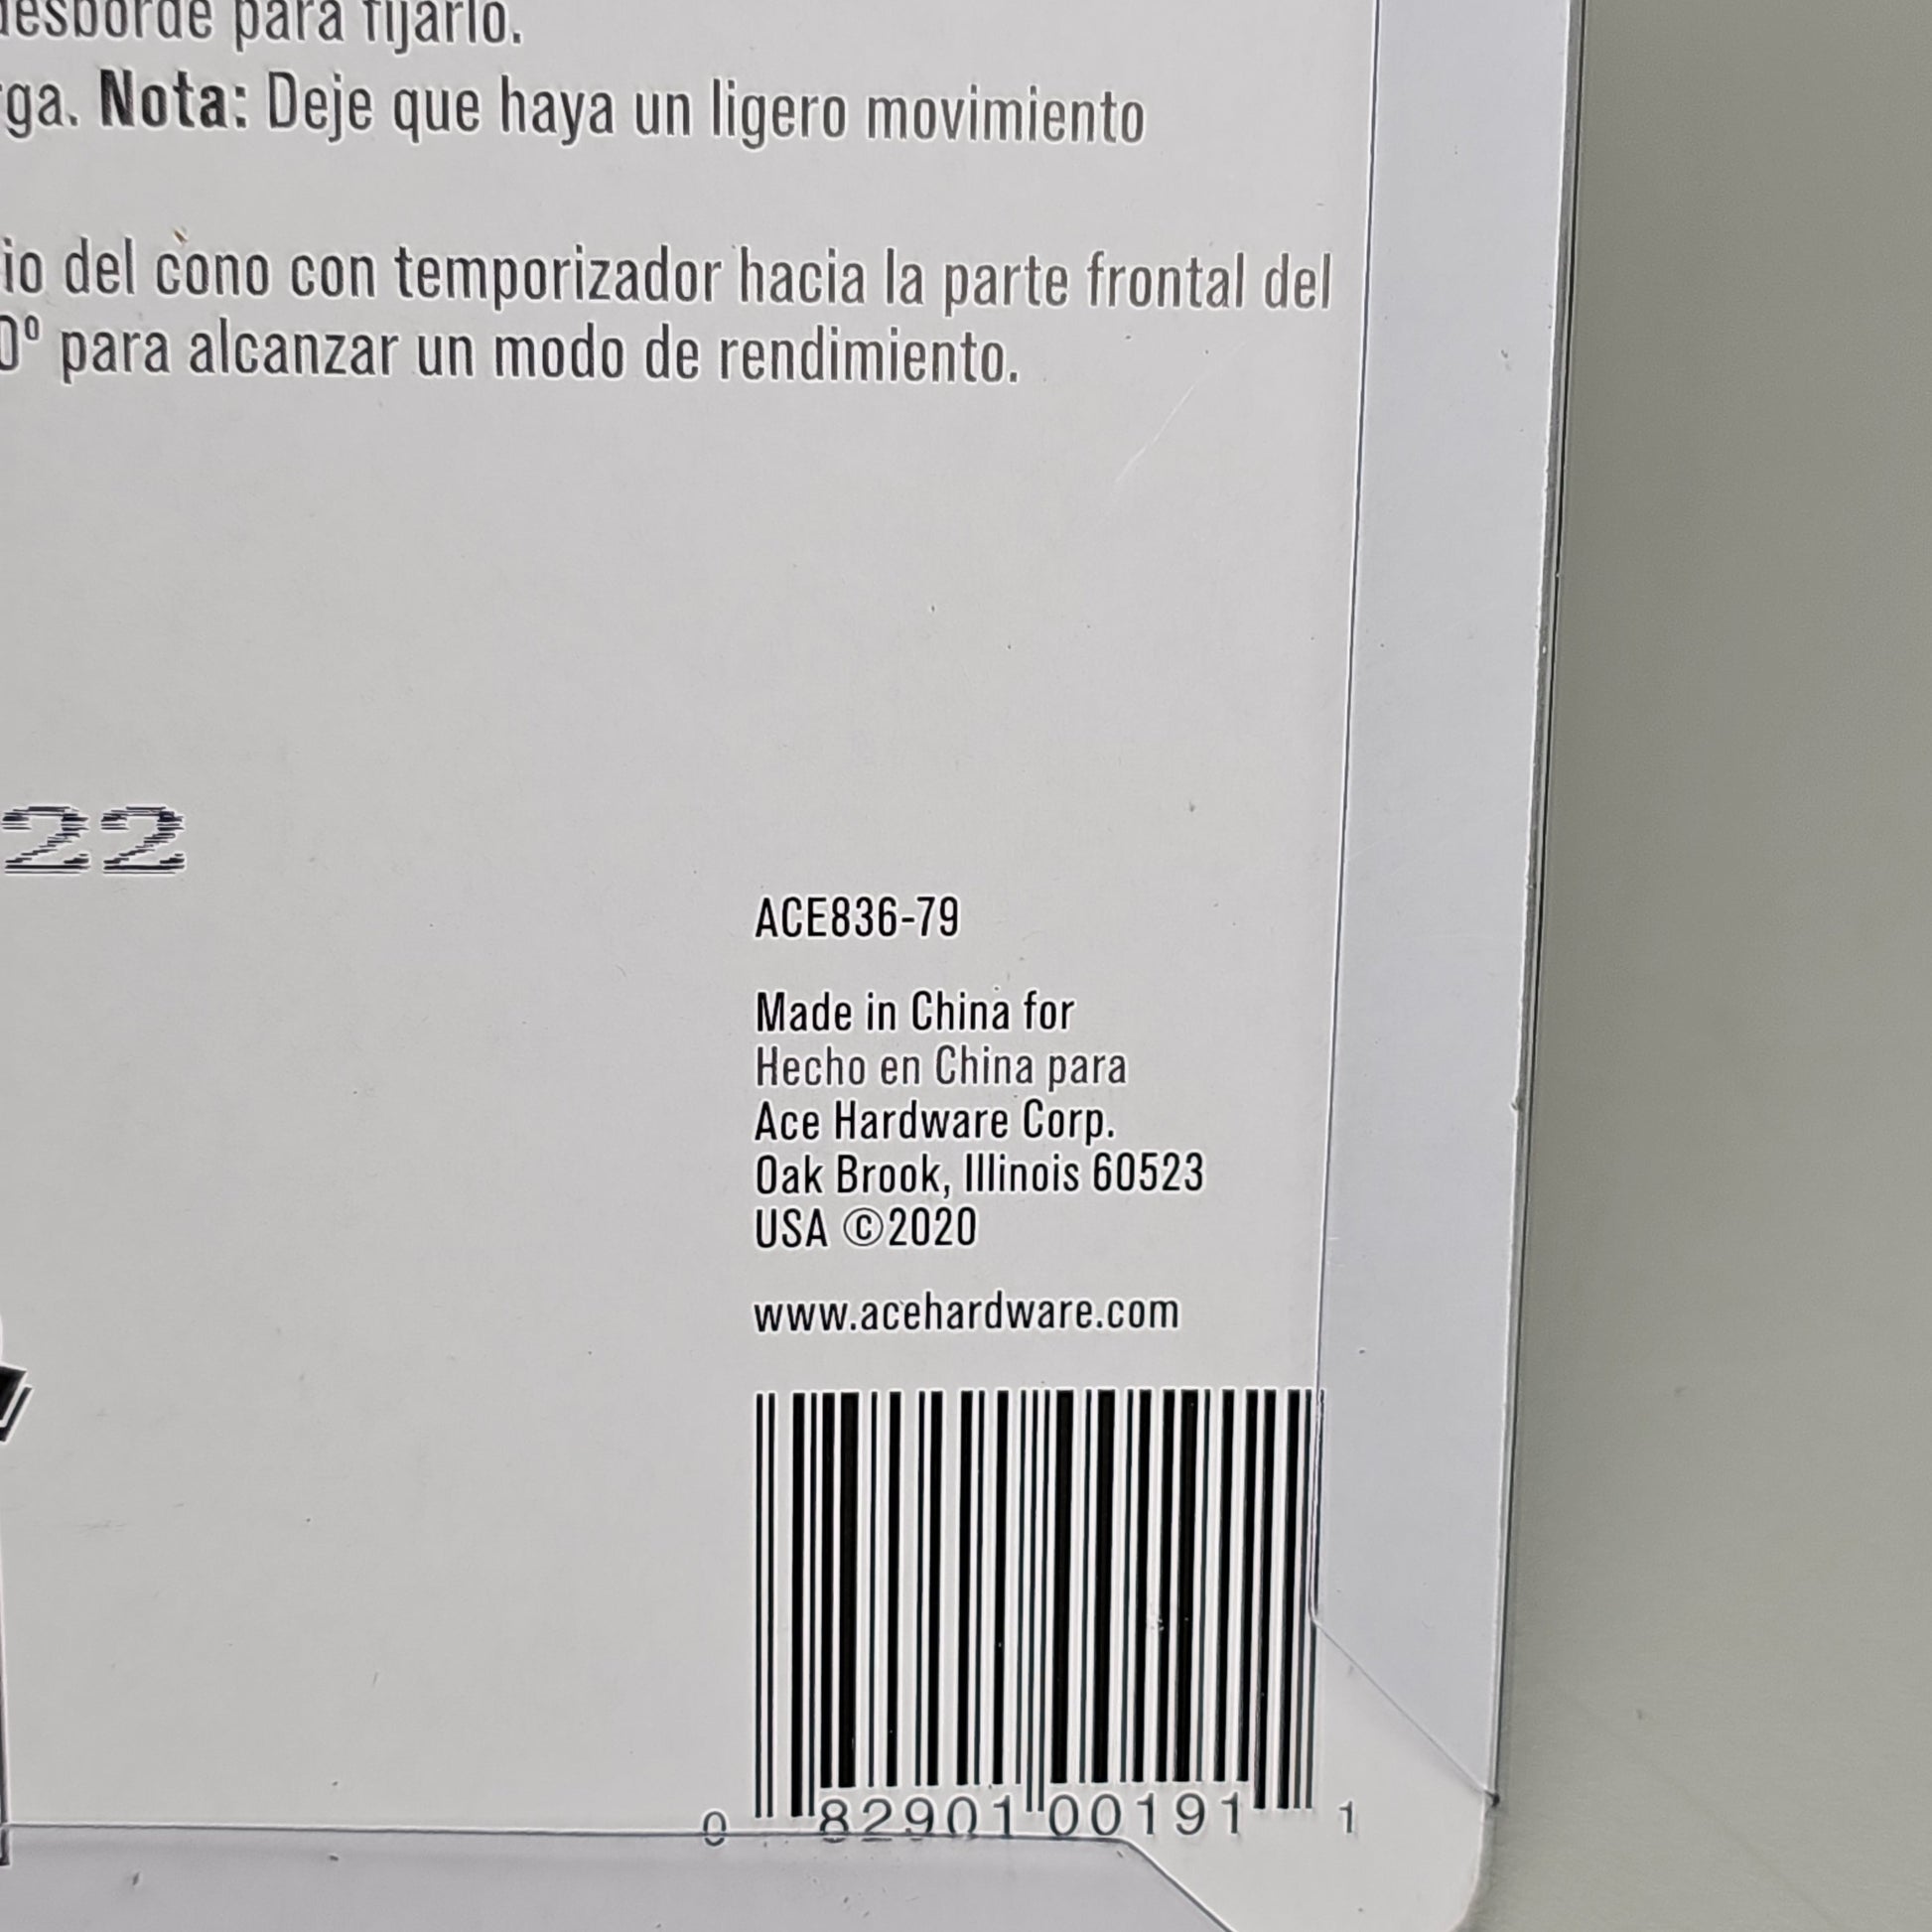 desborde para fijarlo.
ga. Nota: Deje que haya un ligero movimiento
io del cono con temporizador hacia la parte frontal del
0º para alcanzar un modo de rendimiento.
22
ACE836-79
Made in China for
Hecho en China para
Ace Hardware Corp.
Oak Brook, Illinois 60523
USA ©2020
www.acehardware.com
0 82901 00191 1